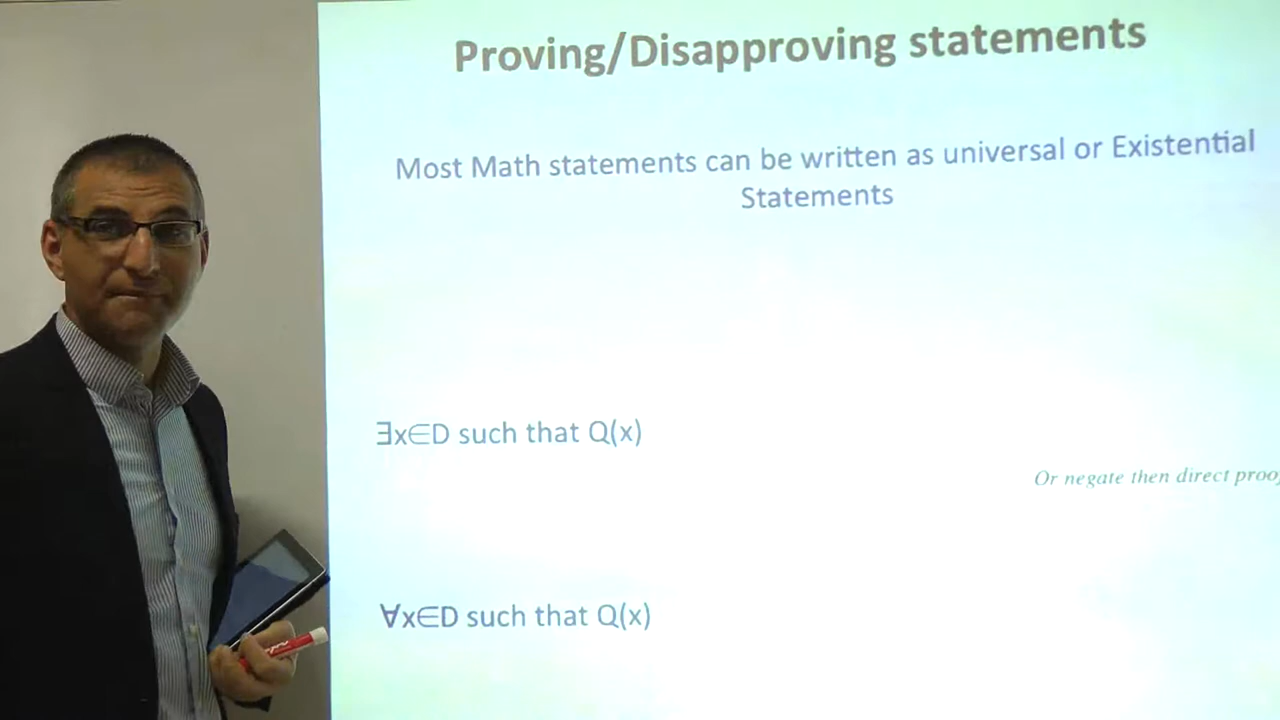 Proving/Disapproving statements
Most Math statements can be written as universal or Existential
Statements
∃x∈D such that Q(x)
Or negate then direct proof
∀x∈D such that Q(x)